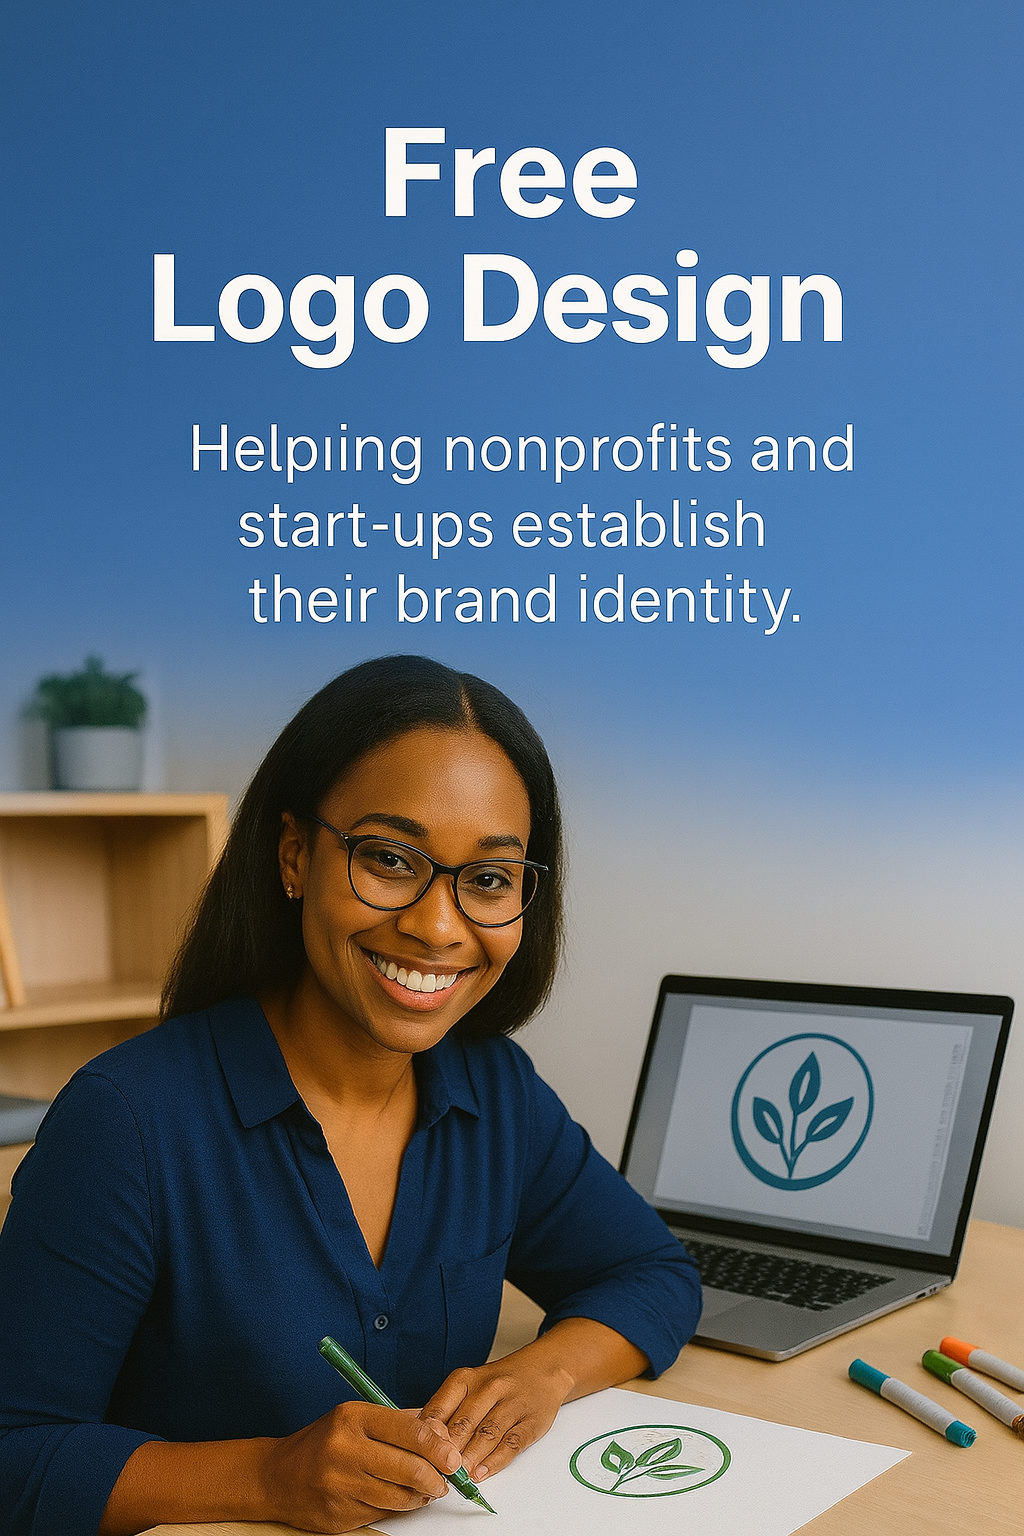 Free
Logo Design
Helpıing nonprofits and
start-ups establish
their brand identity.